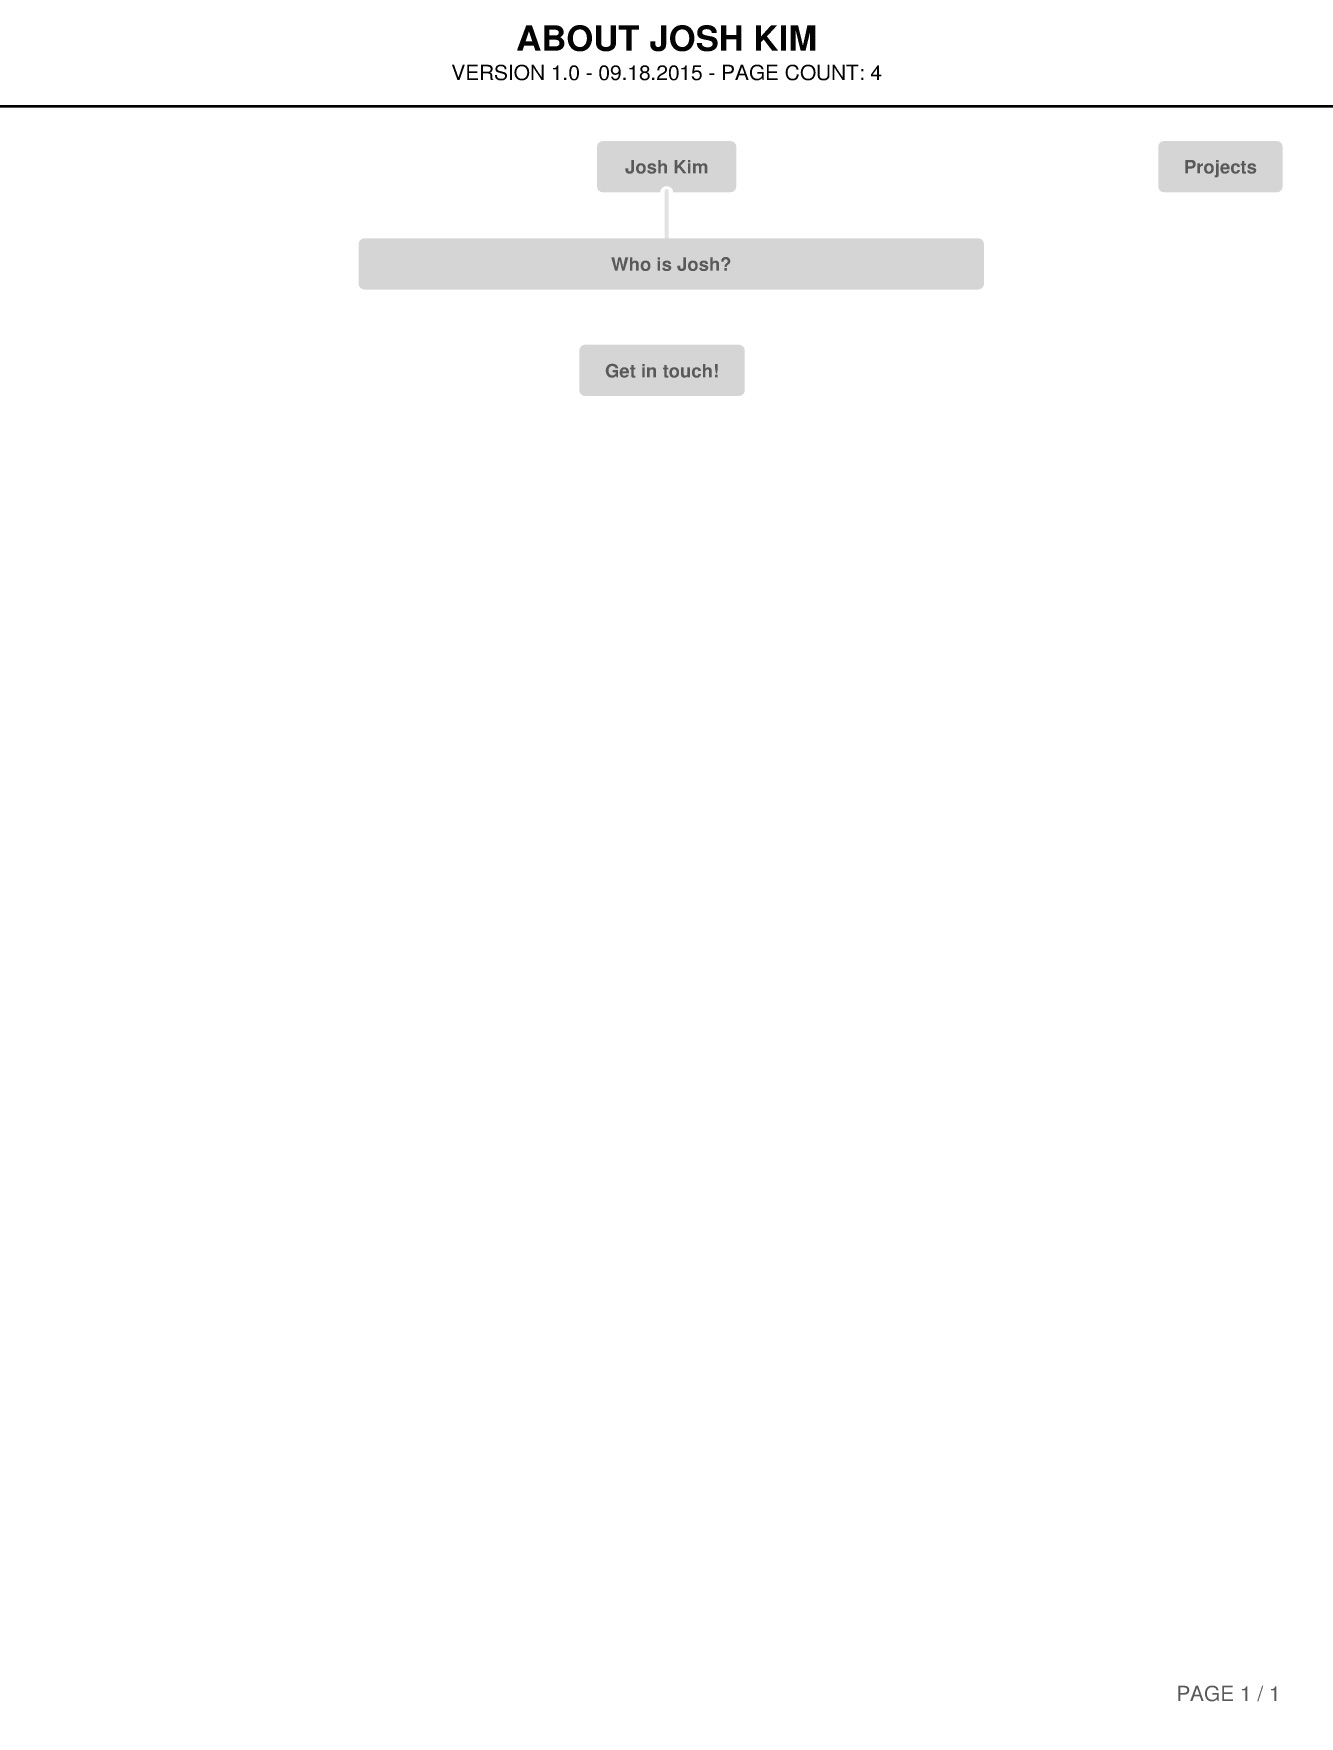 ABOUT JOSH KIM
VERSION 1.0 - 09.18.2015 - PAGE COUNT: 4
Josh Kim
Projects
Who is Josh?
Get in touch!
PAGE 1 / 1